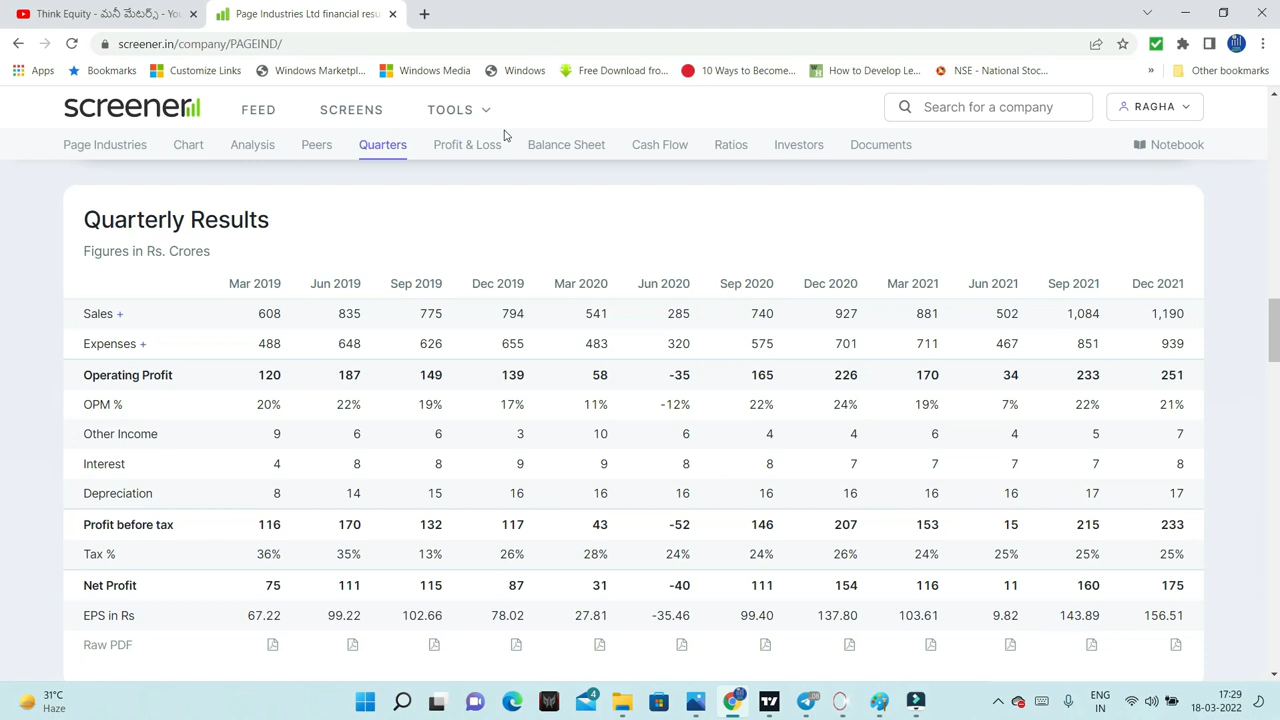 Think Equity - మనీ మేటర్స్ - You
Page Industries Ltd financial resu
screener.in/company/PAGEIND/
Apps Bookmarks Customize Links Windows Marketpl... Windows Media Windows Free Download fro... 10 Ways to Become... How to Develop Le... NSE - National Stoc... » Other bookmarks
screener FEED SCREENS TOOLS Search for a company RAGHA
Page Industries Chart Analysis Peers Quarters Profit & Loss Balance Sheet Cash Flow Ratios Investors Documents Notebook
Quarterly Results
Figures in Rs. Crores
Mar 2019 Jun 2019 Sep 2019 Dec 2019 Mar 2020 Jun 2020 Sep 2020 Dec 2020 Mar 2021 Jun 2021 Sep 2021 Dec 2021
Sales + 608 835 775 794 541 285 740 927 881 502 1,084 1,190
Expenses + 488 648 626 655 483 320 575 701 711 467 851 939
Operating Profit 120 187 149 139 58 -35 165 226 170 34 233 251
OPM % 20% 22% 19% 17% 11% -12% 22% 24% 19% 7% 22% 21%
Other Income 9 6 6 3 10 6 4 4 6 4 5 7
Interest 4 8 8 9 9 8 8 7 7 7 7 8
Depreciation 8 14 15 16 16 16 16 16 16 16 17 17
Profit before tax 116 170 132 117 43 -52 146 207 153 15 215 233
Tax % 36% 35% 13% 26% 28% 24% 24% 26% 24% 25% 25% 25%
Net Profit 75 111 115 87 31 -40 111 154 116 11 160 175
EPS in Rs 67.22 99.22 102.66 78.02 27.81 -35.46 99.40 137.80 103.61 9.82 143.89 156.51
Raw PDF
31°C
Haze
4
ENG
IN
17:29
18-03-2022